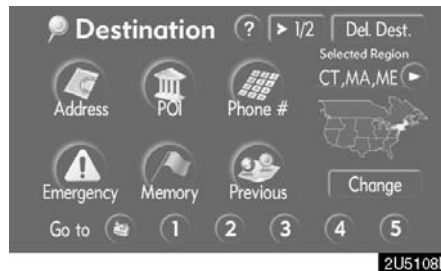 Destination ? > 1/2 Del. Dest.
Selected Region
CT,MA,ME
Address POI Phone #
Emergency Memory Previous Change
Go to 1 2 3 4 5
2U5108